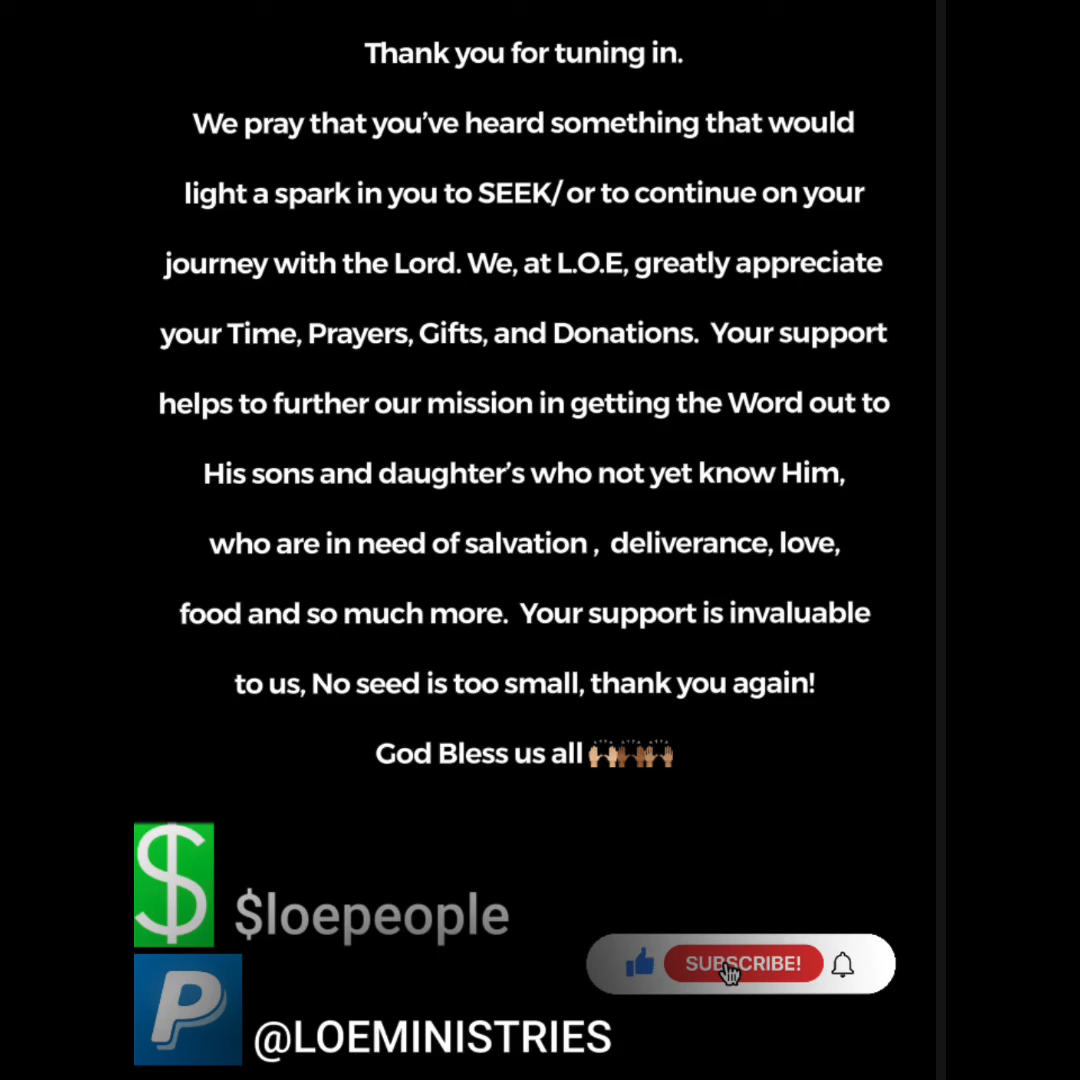 Thank you for tuning in.
We pray that you’ve heard something that would
light a spark in you to SEEK/or to continue on your
journey with the Lord. We, at L.O.E, greatly appreciate
your Time, Prayers, Gifts, and Donations.  Your support
helps to further our mission in getting the Word out to
His sons and daughter’s who not yet know Him,
who are in need of salvation ,  deliverance, love,
food and so much more.  Your support is invaluable
to us, No seed is too small, thank you again!
God Bless us all 🙌🏼🙌🏾🙌🏽
$loepeople
SUBSCRIBE!
@LOEMINISTRIES